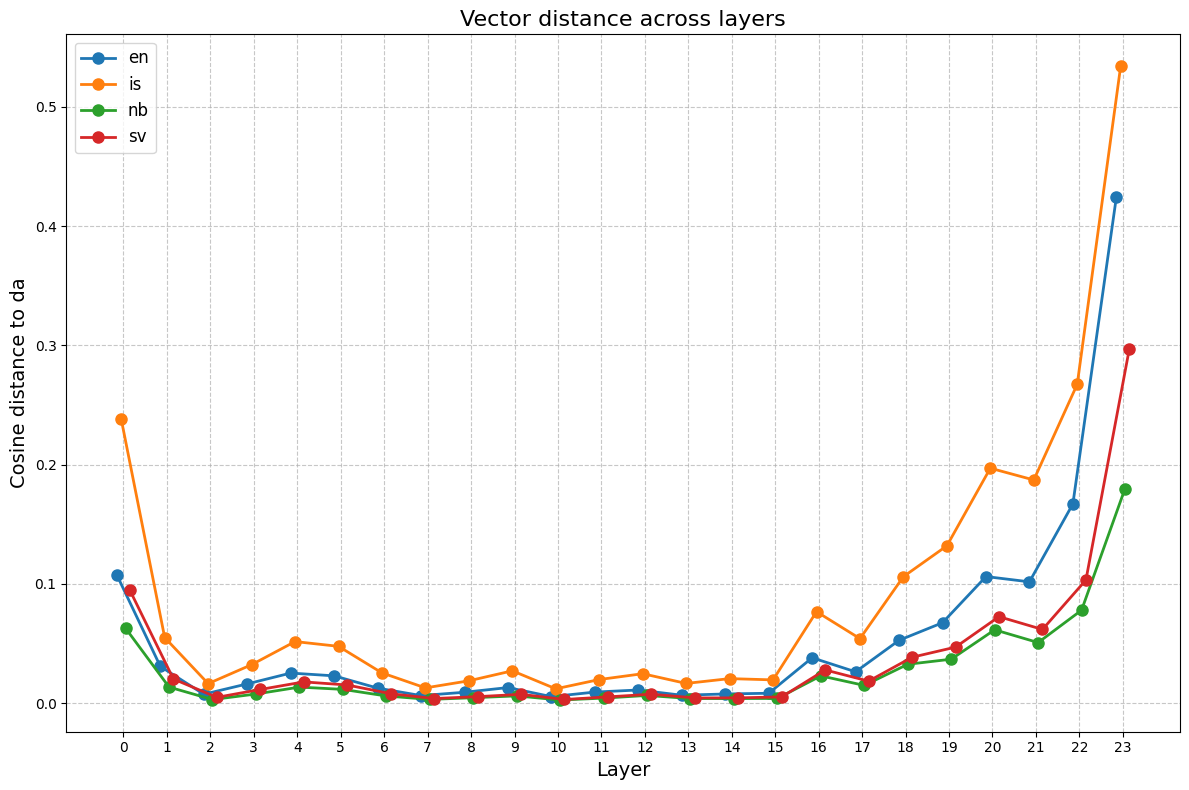 Vector distance across layers
en
is
nb
sv
0.5
0.4
0.3
0.2
0.1
0.0
Cosine distance to da
0 1 2 3 4 5 6 7 8 9 10 11 12 13 14 15 16 17 18 19 20 21 22 23
Layer